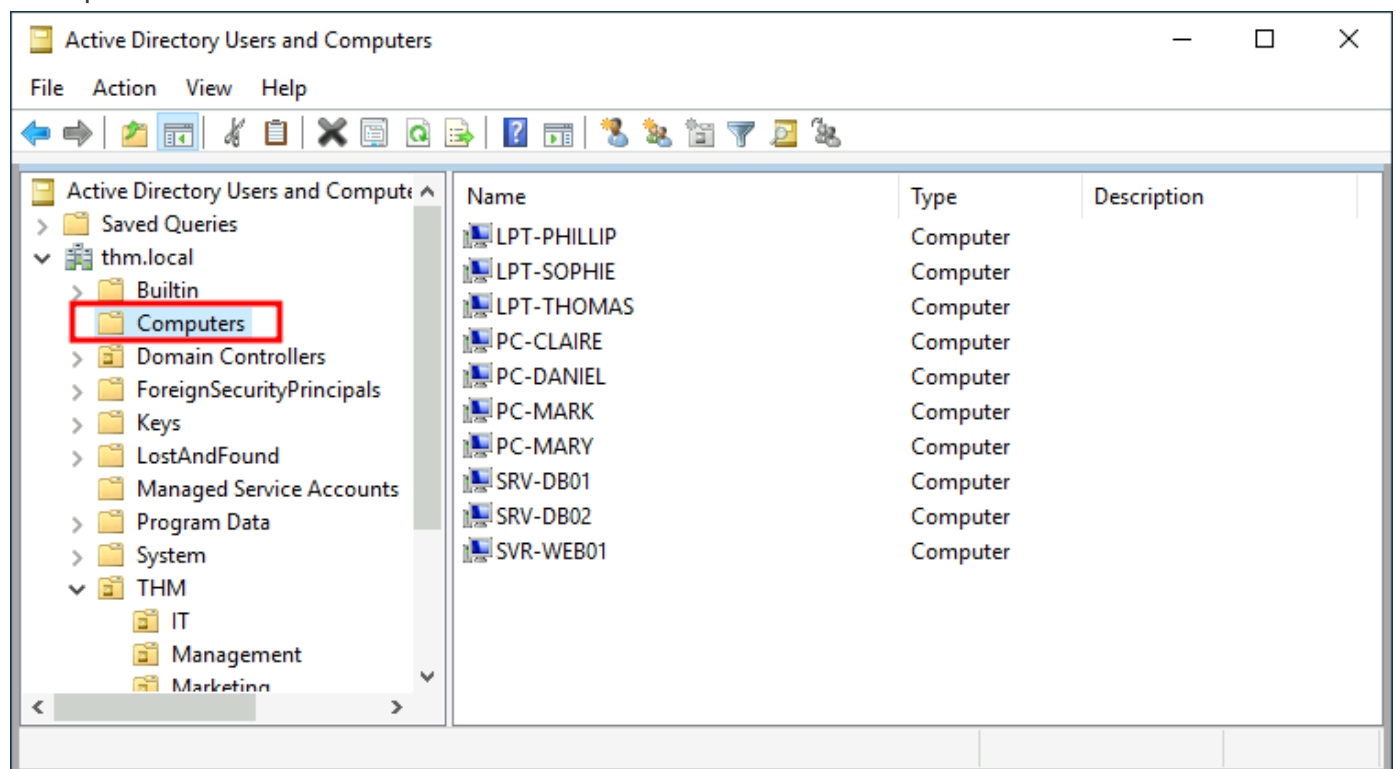 Active Directory Users and Computers
File Action View Help
Active Directory Users and Compute
Saved Queries
thm.local
Builtin
Computers
Domain Controllers
ForeignSecurityPrincipals
Keys
LostAndFound
Managed Service Accounts
Program Data
System
THM
IT
Management
Marketing
Name Type Description
LPT-PHILLIP Computer
LPT-SOPHIE Computer
LPT-THOMAS Computer
PC-CLAIRE Computer
PC-DANIEL Computer
PC-MARK Computer
PC-MARY Computer
SRV-DB01 Computer
SRV-DB02 Computer
SVR-WEB01 Computer